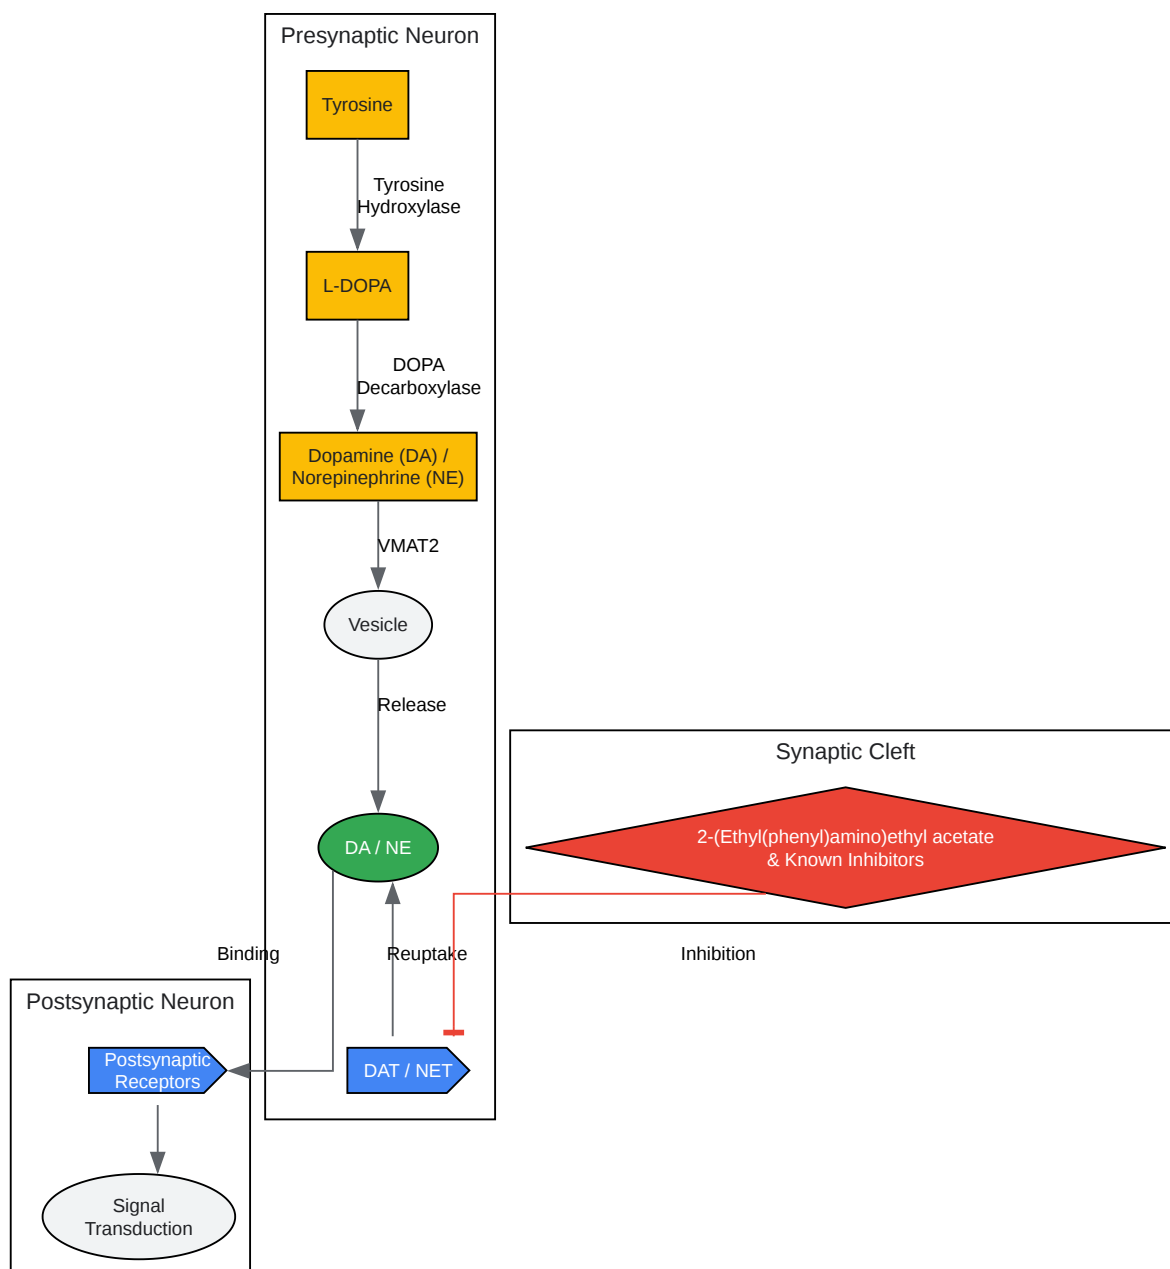 Presynaptic Neuron
Tyrosine
Tyrosine
Hydroxylase
L-DOPA
DOPA
Decarboxylase
Dopamine (DA) /
Norepinephrine (NE)
VMAT2
Vesicle
Release
Synaptic Cleft
DA / NE
2-(Ethyl(phenyl)amino)ethyl acetate
& Known Inhibitors
Binding
Reuptake
Inhibition
Postsynaptic Neuron
Postsynaptic
Receptors
DAT / NET
Signal
Transduction